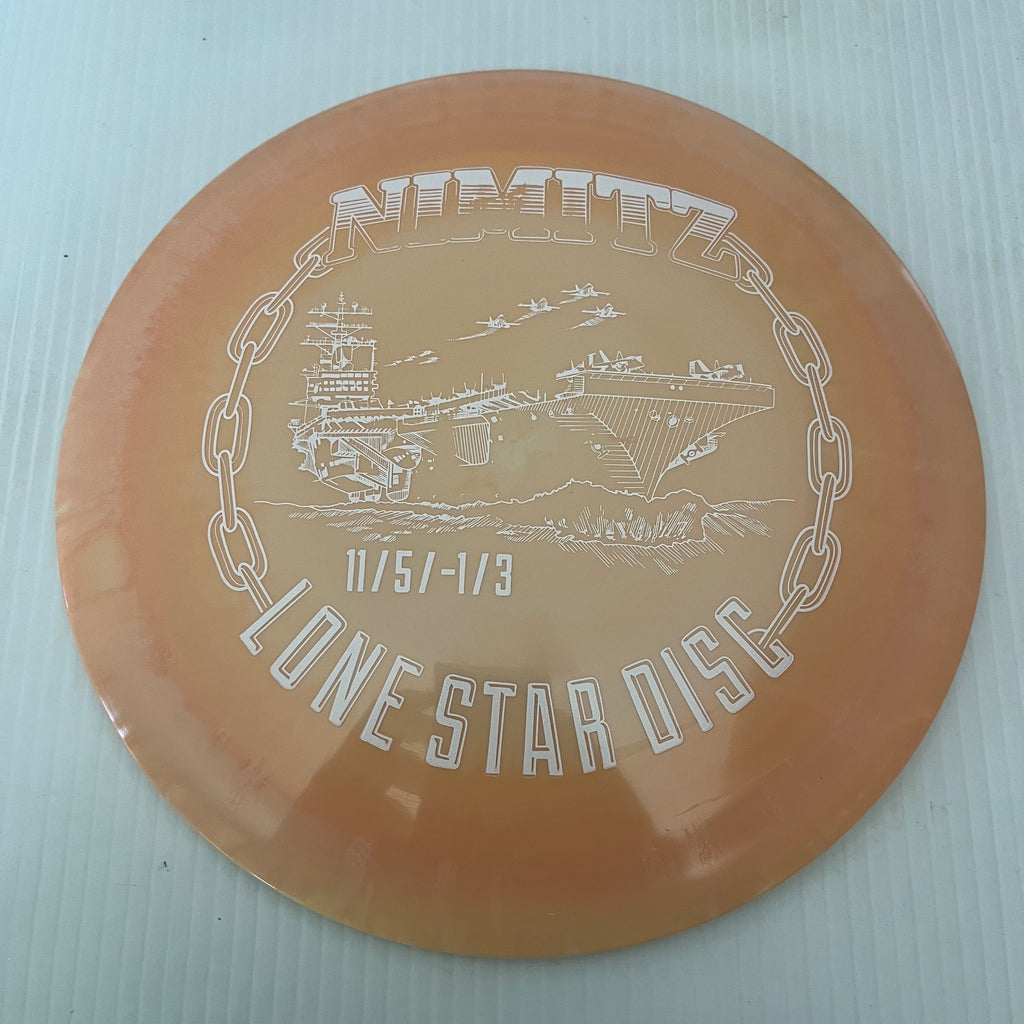 NIMITZ
11/5/-1/3
LONE STAR DISC